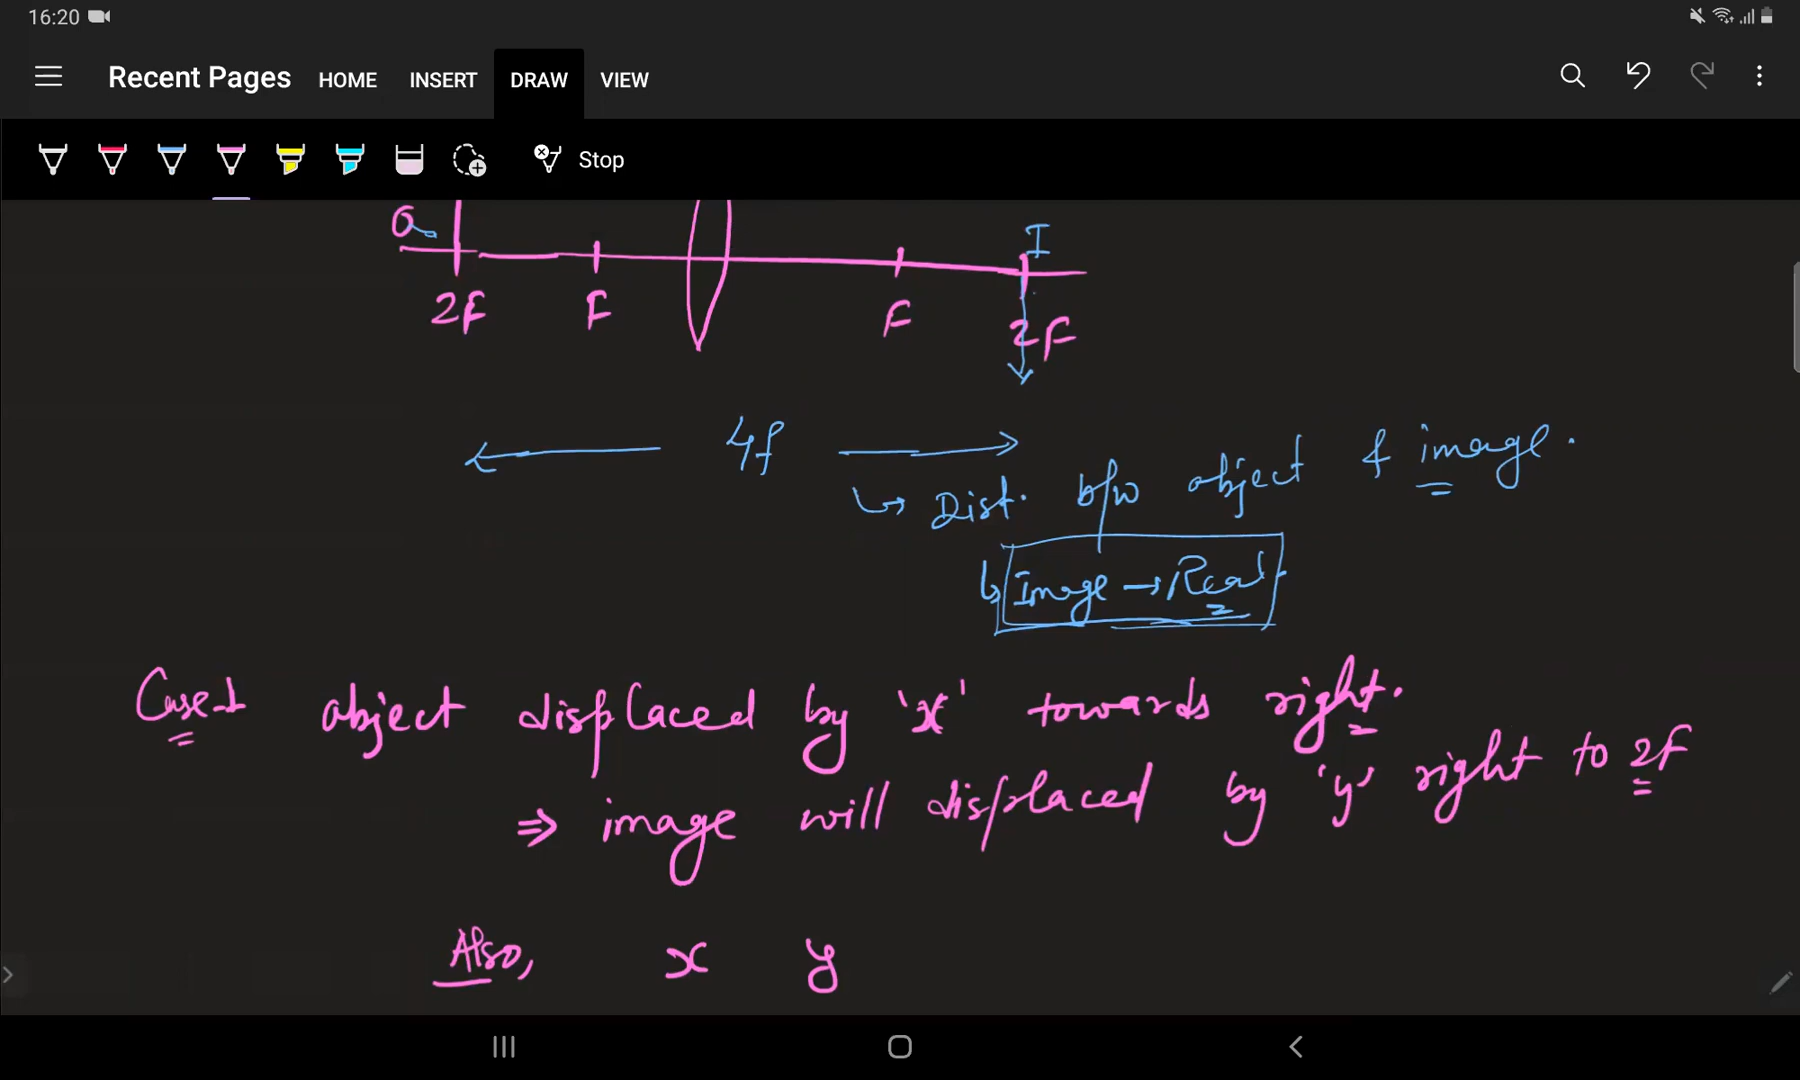 16:20
Recent Pages HOME INSERT DRAW VIEW
Stop
O I
2F F F 2F
4f
↳ Dist. b/w object & image.
↳ Image → Real
Case-1 object displaced by 'x' towards right.
⇒ image will displaced by 'y' right to 2F
Also, x y